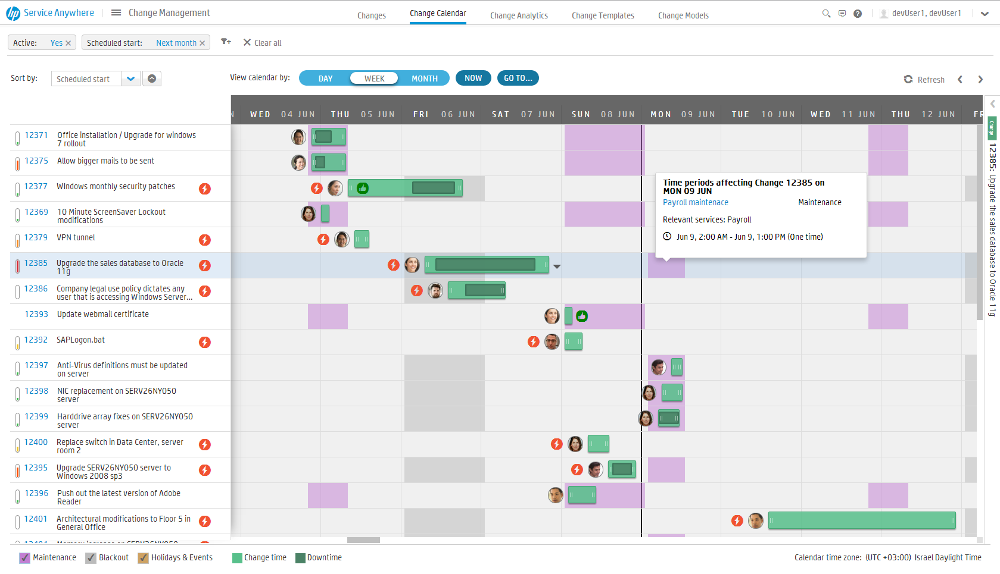 hp Service Anywhere
Change Management
Changes
Change Calendar
Change Analytics
Change Templates
Change Models
devUser1, devUser1
Active: Yes
Scheduled start: Next month
Clear all
Sort by:
Scheduled start
View calendar by:
DAY
WEEK
MONTH
NOW
GO TO...
Refresh
WED 04 JUN
THU 05 JUN
FRI 06 JUN
SAT 07 JUN
SUN 08 JUN
MON 09 JUN
TUE 10 JUN
WED 11 JUN
THU 12 JUN
12371 Office installation / Upgrade for windows
7 rollout
12375 Allow bigger mails to be sent
12377 WIndows monthly security patches
12369 10 Minute ScreenSaver Lockout
modifications
12379 VPN tunnel
12385 Upgrade the sales database to Oracle
11g
12386 Company legal use policy dictates any
user that is accessing Windows Server...
12393 Update webmail certificate
12392 SAPLogon.bat
12397 Anti-Virus definitions must be updated
on server
12398 NIC replacement on SERV26NY050
server
12399 Harddrive array fixes on SERV26NY050
server
12400 Replace switch in Data Center, server
room 2
12395 Upgrade SERV26NY050 server to
Windows 2008 sp3
12396 Push out the latest version of Adobe
Reader
12401 Architectural modifications to Floor 5 in
General Office
Time periods affecting Change 12385 on
MON 09 JUN
Payroll maintenace
Maintenance
Relevant services: Payroll
Jun 9, 2:00 AM - Jun 9, 1:00 PM (One time)
Change
12385: Upgrade the sales database to Oracle 11g
Maintenance
Blackout
Holidays & Events
Change time
Downtime
Calendar time zone: (UTC +03:00) Israel Daylight Time